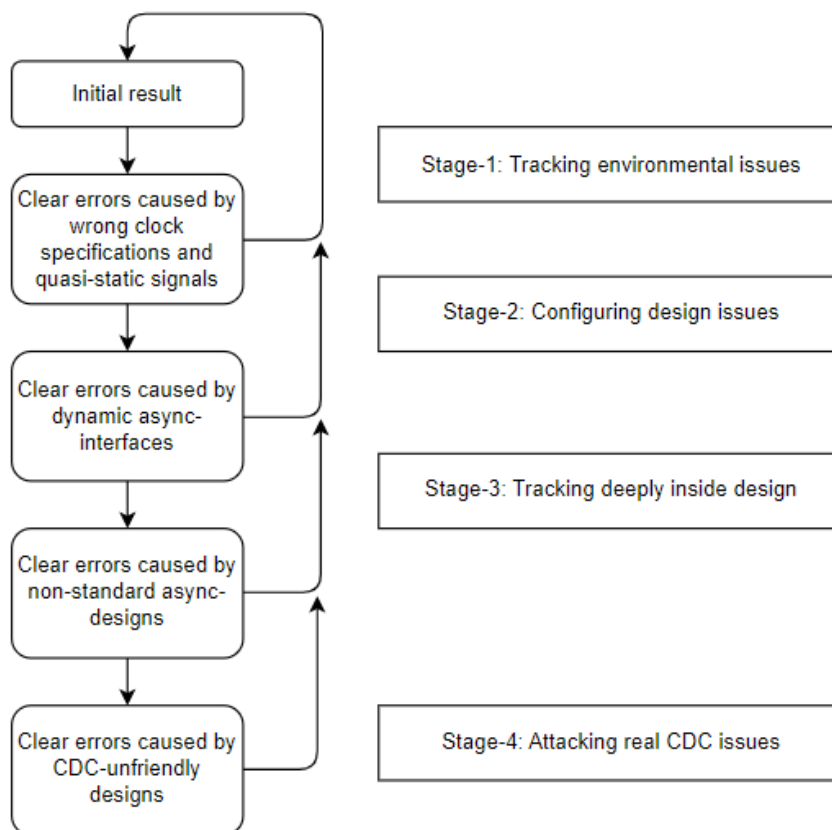 Initial result
Stage-1: Tracking environmental issues
Clear errors caused by
wrong clock
specifications and
quasi-static signals
Stage-2: Configuring design issues
Clear errors caused by
dynamic async-
interfaces
Stage-3: Tracking deeply inside design
Clear errors caused by
non-standard async-
designs
Stage-4: Attacking real CDC issues
Clear errors caused by
CDC-unfriendly
designs